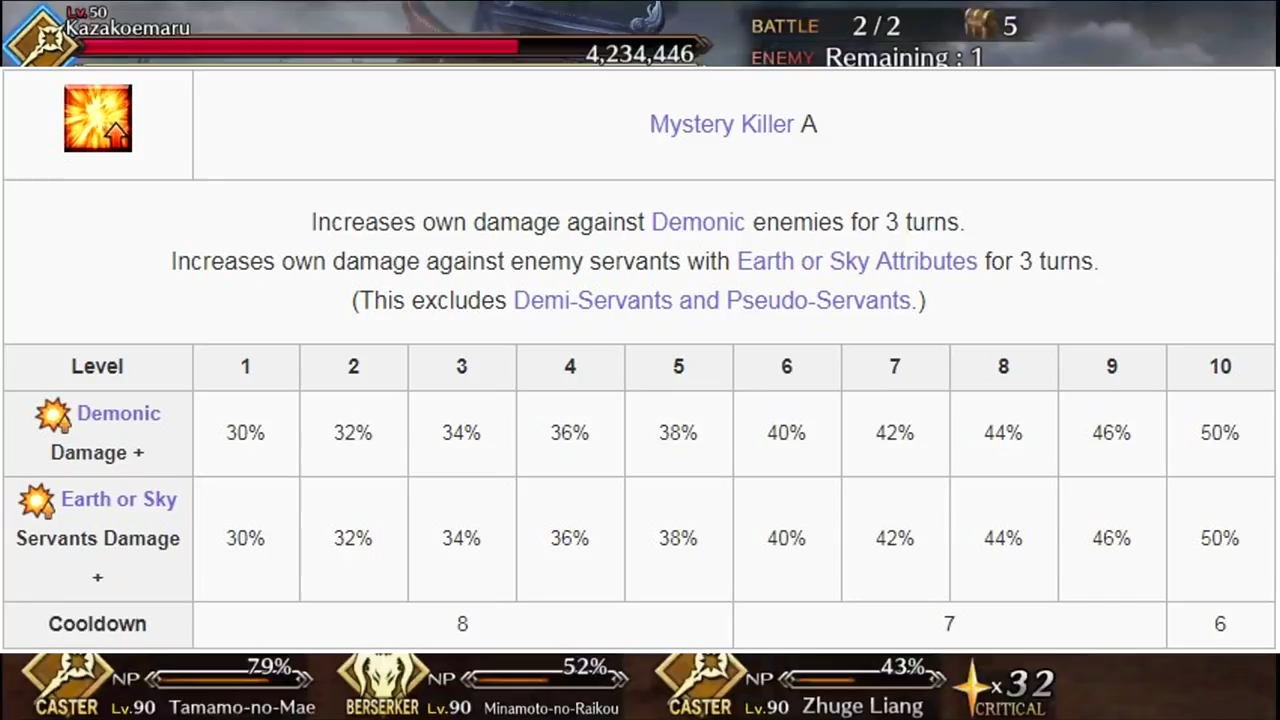 Lv.50
Kazakoemaru
4,234,446
BATTLE 2/2 5
ENEMY Remaining : 1
Mystery Killer A
Increases own damage against Demonic enemies for 3 turns.
Increases own damage against enemy servants with Earth or Sky Attributes for 3 turns.
(This excludes Demi-Servants and Pseudo-Servants.)
Level 1 2 3 4 5 6 7 8 9 10
Demonic
Damage +
30% 32% 34% 36% 38% 40% 42% 44% 46% 50%
Earth or Sky
Servants Damage
+
30% 32% 34% 36% 38% 40% 42% 44% 46% 50%
Cooldown 8 7 6
NP 79% NP 52% NP 43% x32
CASTER Lv.90 Tamamo-no-Mae BERSERKER Lv.90 Minamoto-no-Raikou CASTER Lv.90 Zhuge Liang CRITICAL